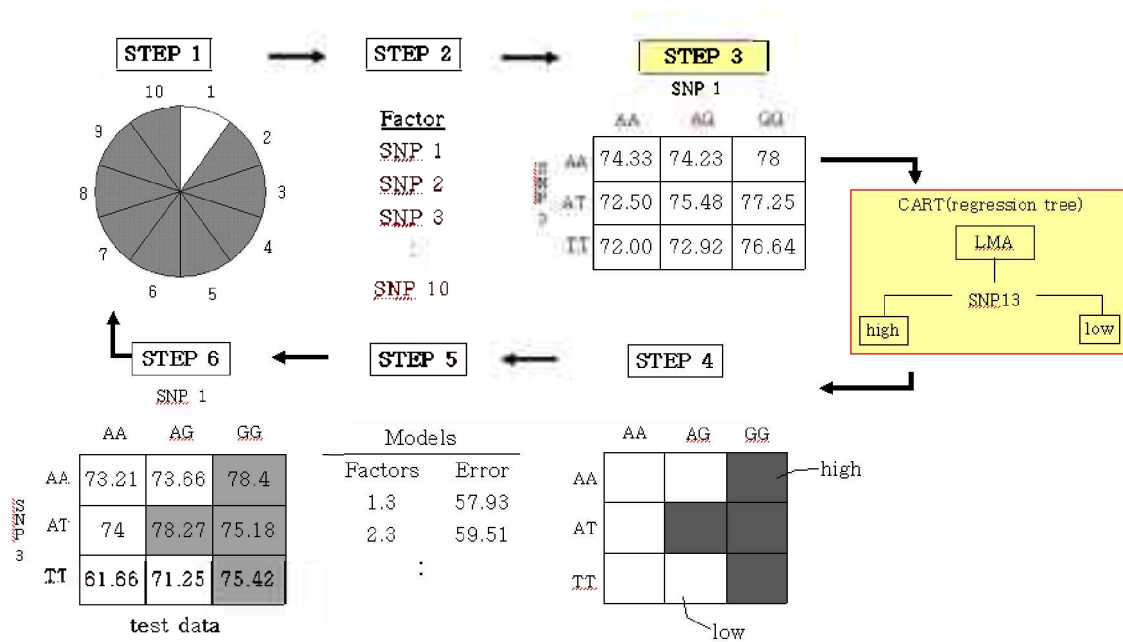 STEP 1
STEP 2
STEP 3
10 1
9 2
8 3
7 4
6 5
Factor
SNP 1
SNP 2
SNP 3
:
SNP 10
SNP 1
AA AG GG
SNP 3
AA 74.33 74.23 78
AT 72.50 75.48 77.25
TT 72.00 72.92 76.64
CART(regression tree)
LMA
SNP13
high low
STEP 6
STEP 5
STEP 4
SNP 1
AA AG GG
SNP 3
AA 73.21 73.66 78.4
AT 74 78.27 75.18
TT 61.66 71.25 75.42
test data
Models
Factors Error
1.3 57.93
2.3 59.51
:
AA AG GG
AA
AT
TT
high
low